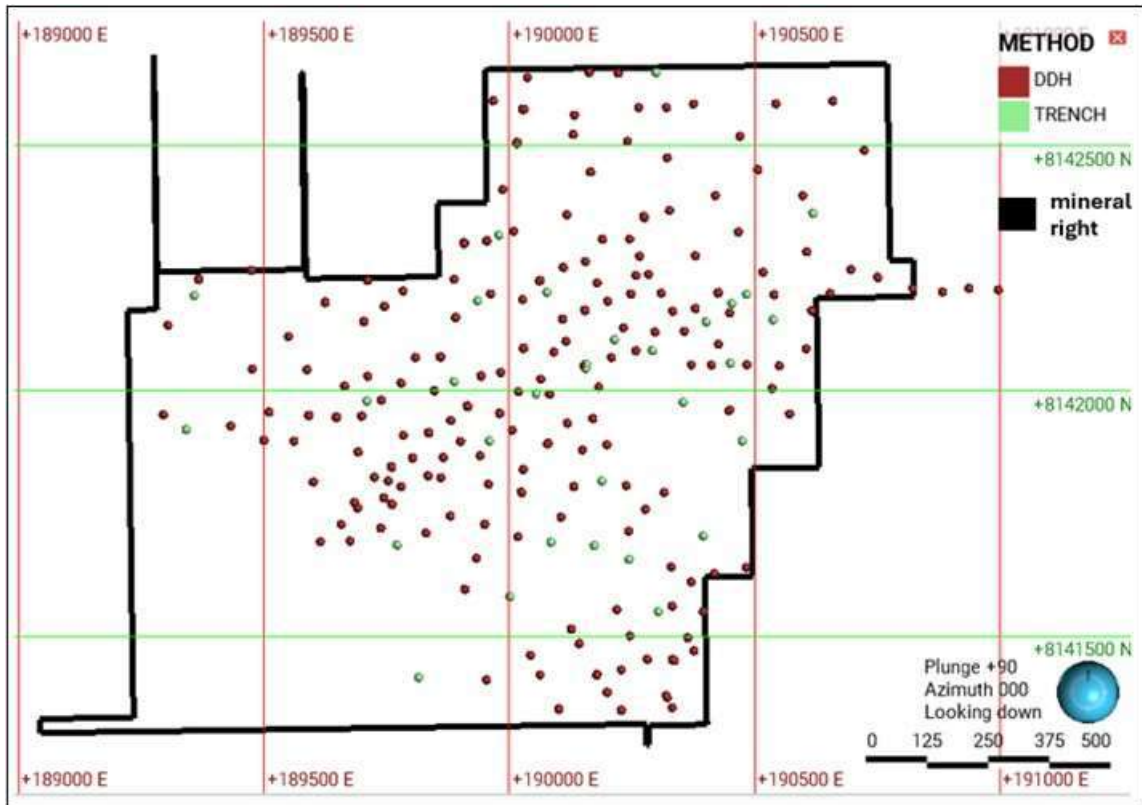 +189000 E
+189500 E
+190000 E
+190500 E
METHOD
DDH
TRENCH
+8142500 N
mineral
right
+8142000 N
+8141500 N
Plunge +90
Azimuth 000
Looking down
0 125 250 375 500
+189000 E
+189500 E
+190000 E
+190500 E
+191000 E